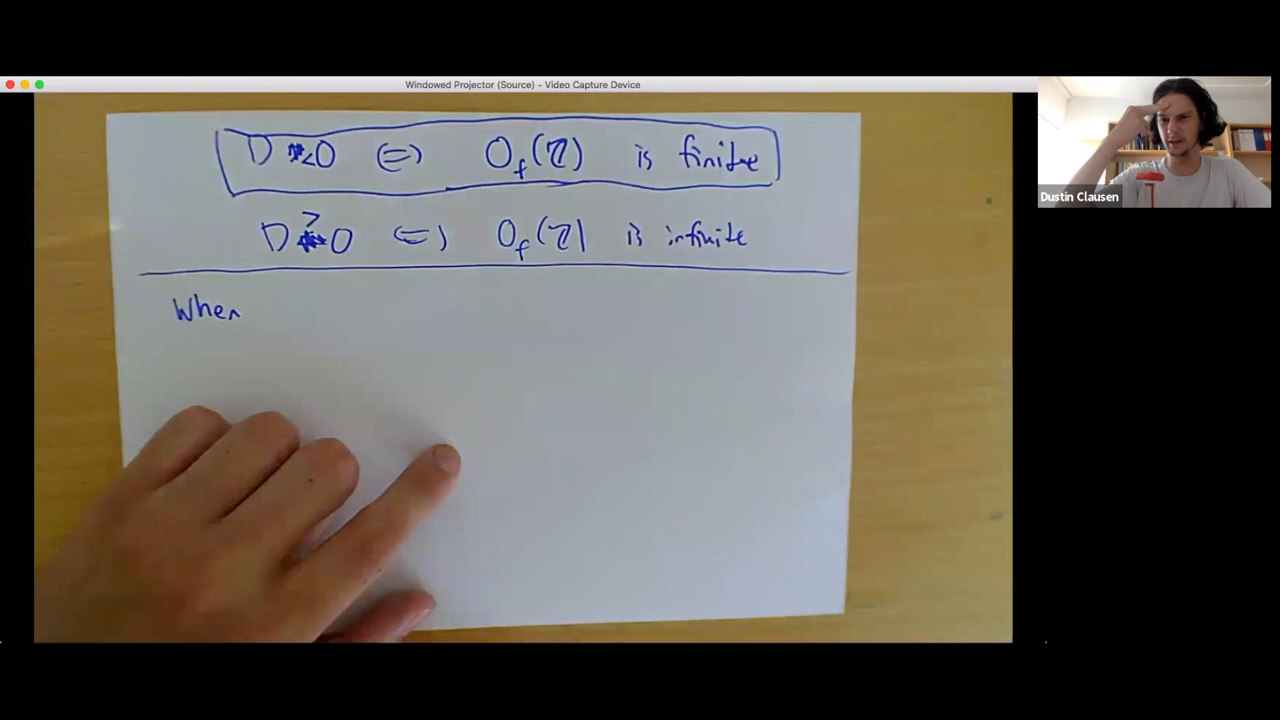 Windowed Projector (Source) - Video Capture Device
D < 0 ⟺ O_f(ℤ) is finite
D > 0 ⟺ O_f(ℤ) is infinite
When
Dustin Clausen